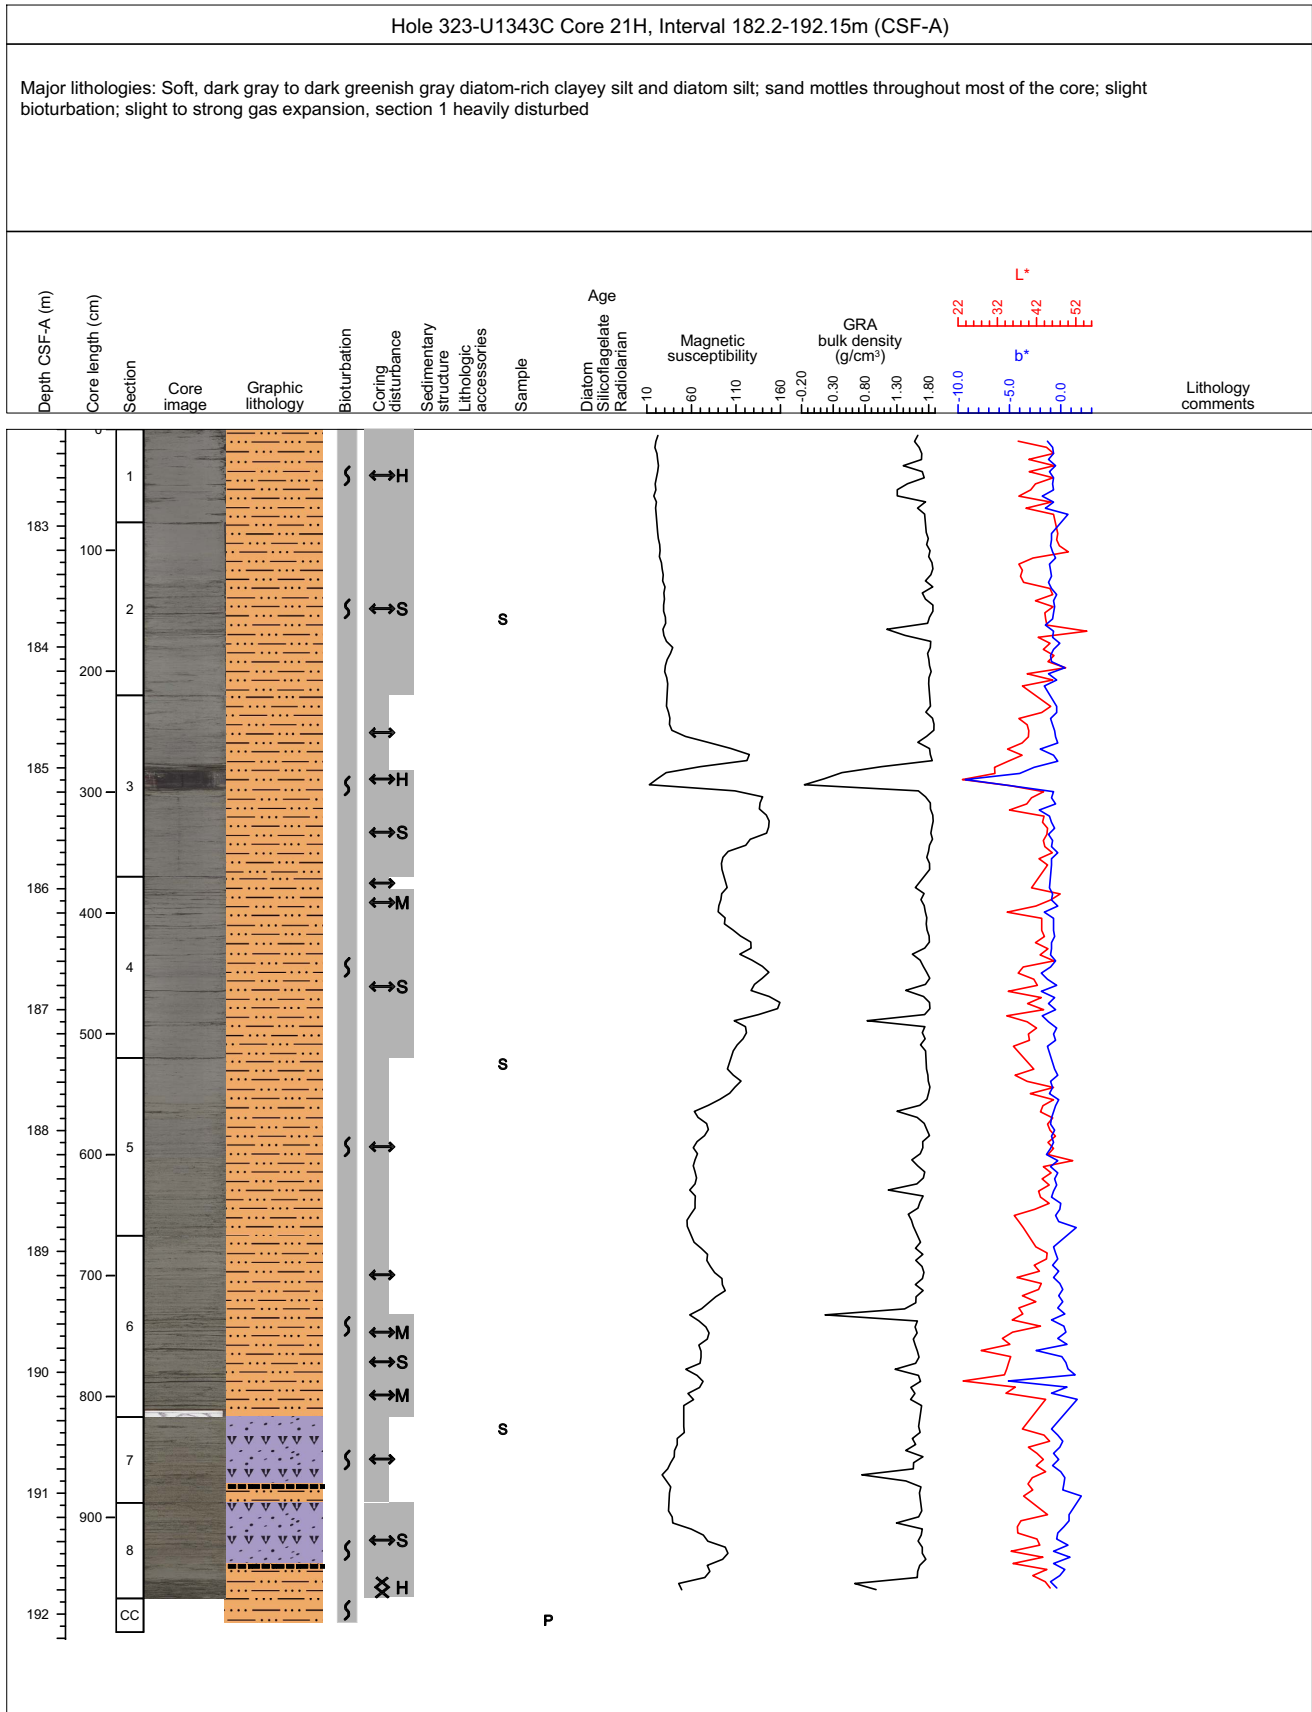 Hole 323-U1343C Core 21H, Interval 182.2-192.15m (CSF-A)
Major lithologies: Soft, dark gray to dark greenish gray diatom-rich clayey silt and diatom silt; sand mottles throughout most of the core; slight
bioturbation; slight to strong gas expansion, section 1 heavily disturbed
Depth CSF-A (m)
Core length (cm)
Section
Core
image
Graphic
lithology
Bioturbation
Coring
disturbance
Sedimentary
structure
Lithologic
accessories
Sample
Age
Diatom
Silicoflagelate
Radiolarian
Magnetic
susceptibility
10 60 110 160
GRA
bulk density
(g/cm³)
-0.20 0.30 0.80 1.30 1.80
L*
22 32 42 52
b*
-10.0 -5.0 0.0
Lithology
comments
0
1
H
183
100
2
S
S
184
200
185
3
H
300
S
186
M
400
4
S
187
500
S
188
5
600
189
700
6
M
S
190
M
800
S
7
191
900
8
S
H
192
CC
P